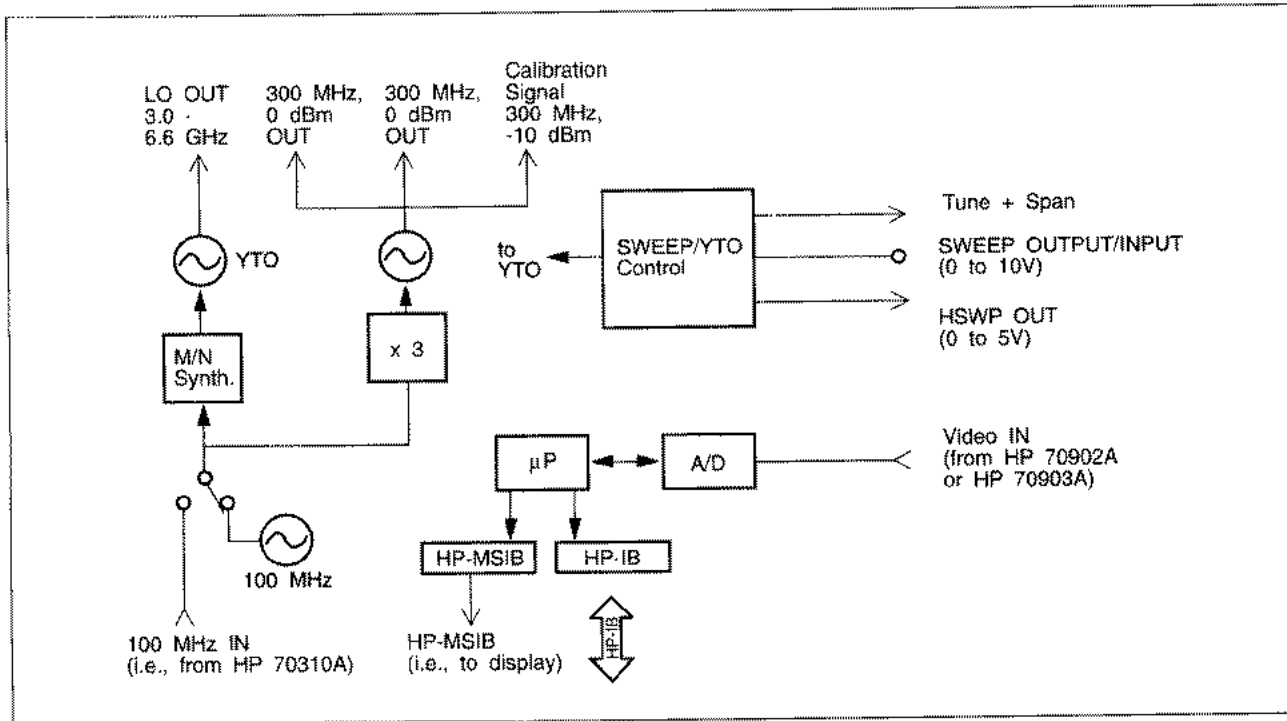 LO OUT
3.0 -
6.6 GHz
300 MHz,
0 dBm
OUT
300 MHz,
0 dBm
OUT
Calibration
Signal
300 MHz,
-10 dBm
YTO
M/N
Synth.
x 3
to
YTO
SWEEP/YTO
Control
Tune + Span
SWEEP OUTPUT/INPUT
(0 to 10V)
HSWP OUT
(0 to 5V)
µP
A/D
Video IN
(from HP 70902A
or HP 70903A)
HP-MSIB
HP-IB
100 MHz
100 MHz IN
(i.e., from HP 70310A)
HP-MSIB
(i.e., to display)
HP-IB